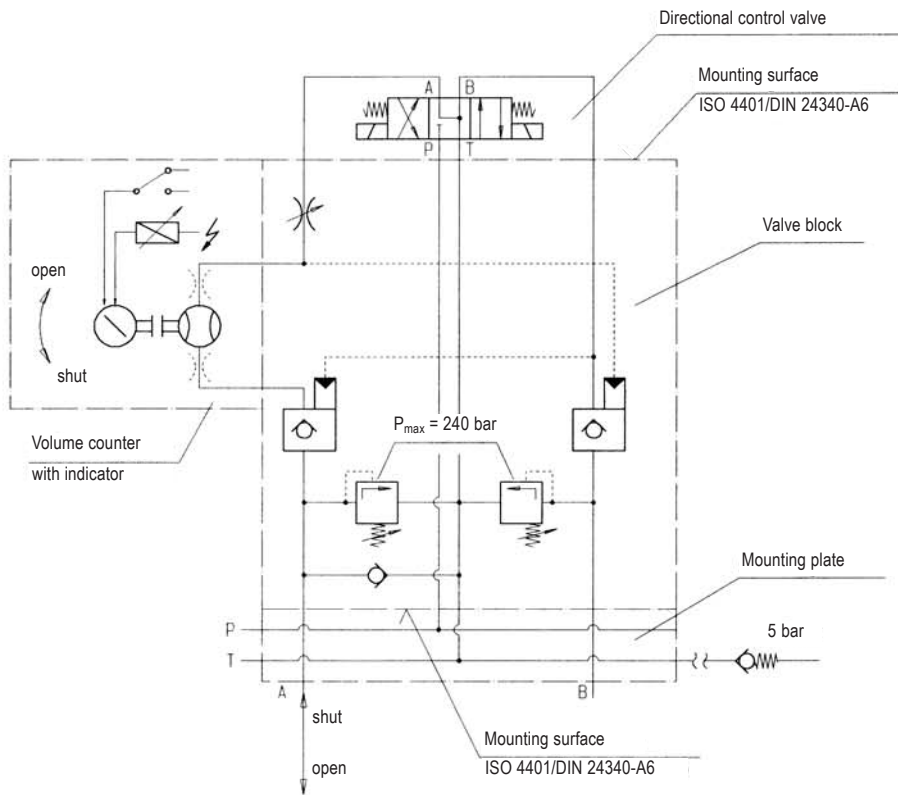 Directional control valve
Mounting surface
ISO 4401/DIN 24340-A6
A B
P T
Valve block
open
shut
Volume counter
with indicator
Pmax = 240 bar
Mounting plate
P
5 bar
T
A
B
shut
open
Mounting surface
ISO 4401/DIN 24340-A6